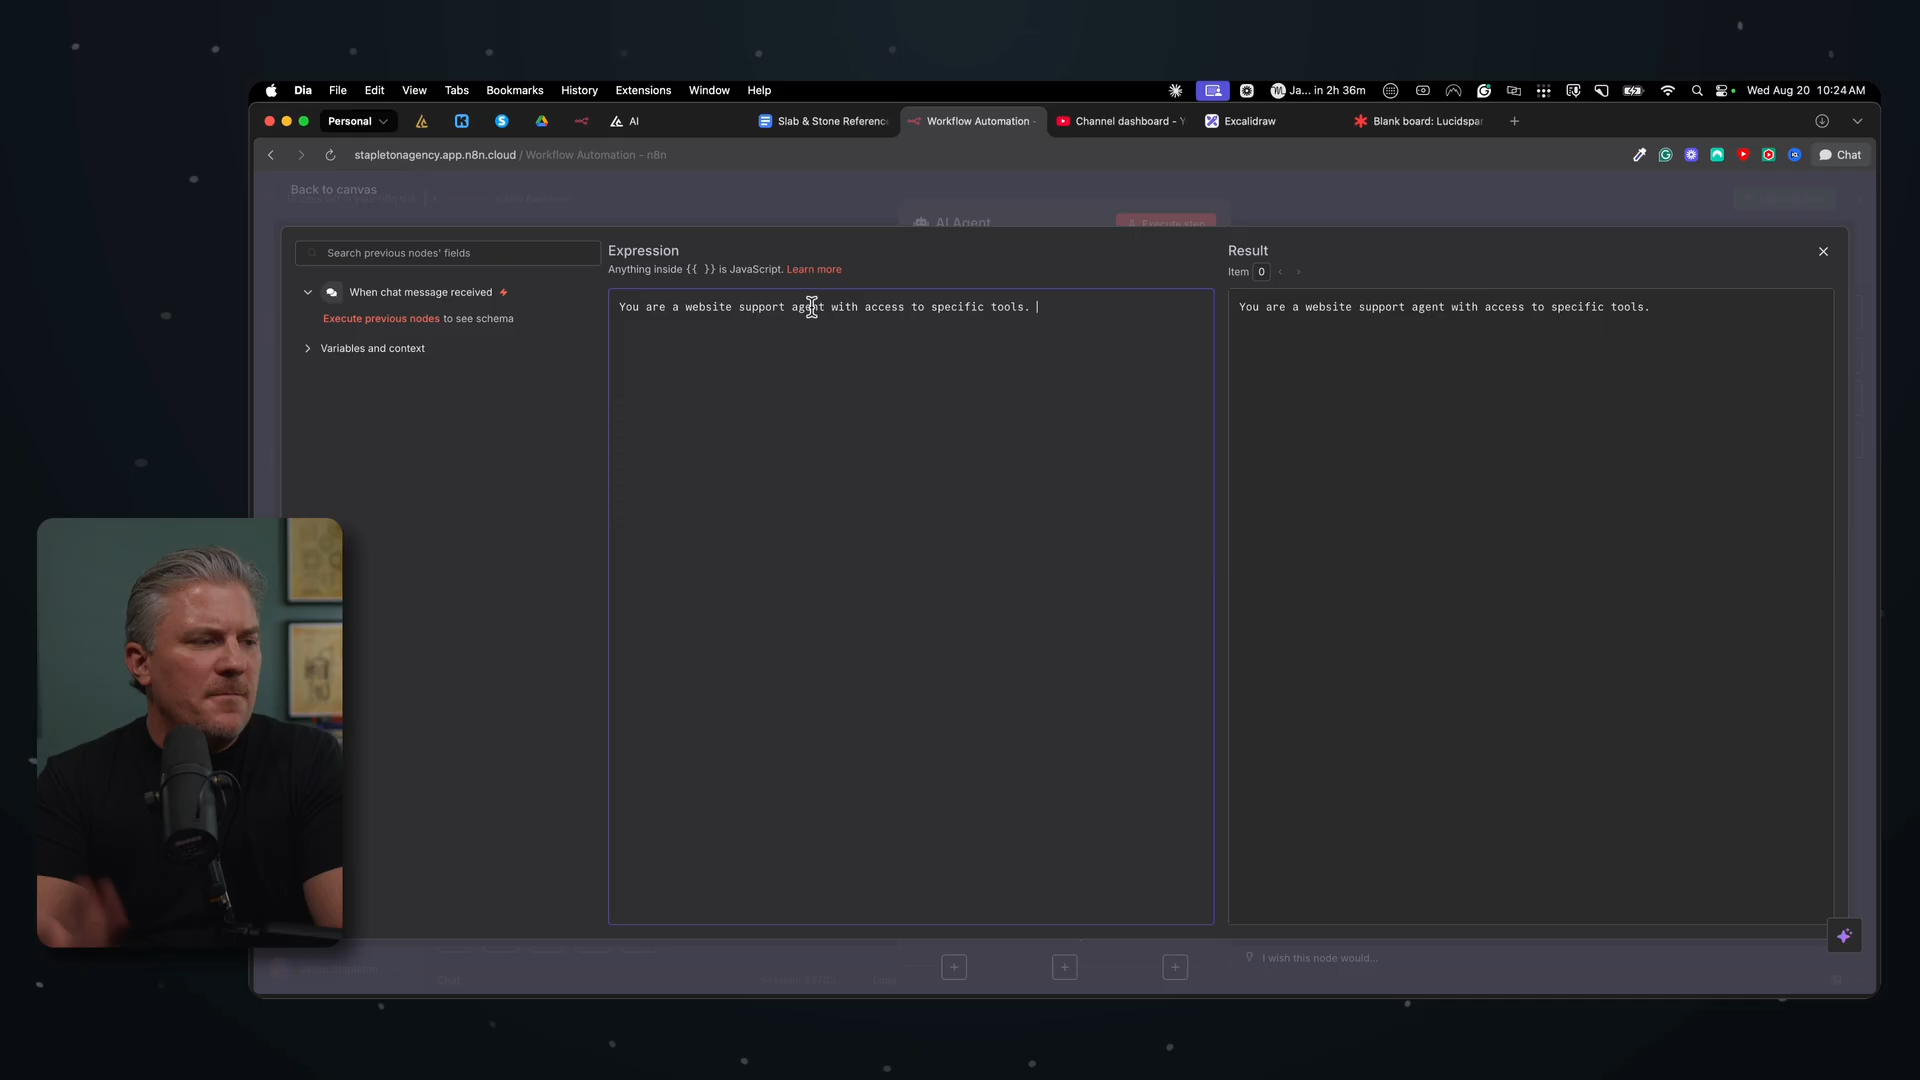 Dia File Edit View Tabs Bookmarks History Extensions Window Help Ja... in 2h 36m Wed Aug 20 10:24 AM
Personal AI Slab & Stone Referenc Workflow Automation - Channel dashboard - Y Excalidraw Blank board: Lucidspar
stapletonagency.app.n8n.cloud / Workflow Automation - n8n Chat
Back to canvas
AI Agent Execute step
Search previous nodes' fields
When chat message received
Execute previous nodes to see schema
Variables and context
Expression
Anything inside {{ }} is JavaScript. Learn more
You are a website support agent with access to specific tools.
Result
Item 0
You are a website support agent with access to specific tools.
I wish this node would...
Chat